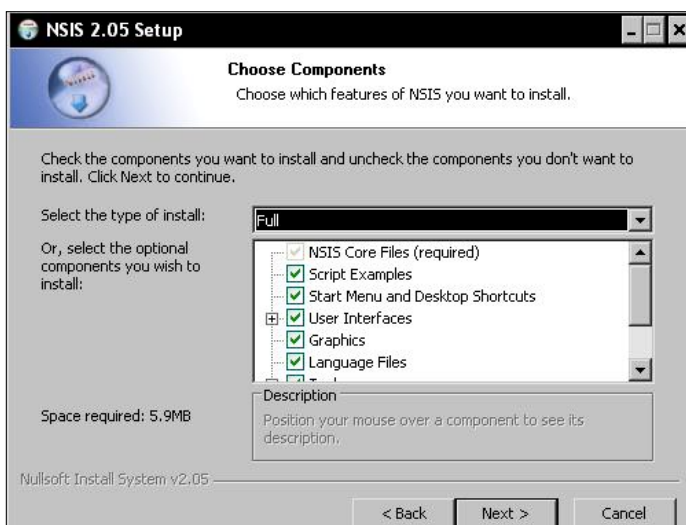 NSIS 2.05 Setup
Choose Components
Choose which features of NSIS you want to install.
Check the components you want to install and uncheck the components you don't want to
install. Click Next to continue.
Select the type of install:
Full
Or, select the optional
components you wish to
install:
NSIS Core Files (required)
Script Examples
Start Menu and Desktop Shortcuts
User Interfaces
Graphics
Language Files
Space required: 5.9MB
Description
Position your mouse over a component to see its
description.
Nullsoft Install System v2.05
< Back
Next >
Cancel